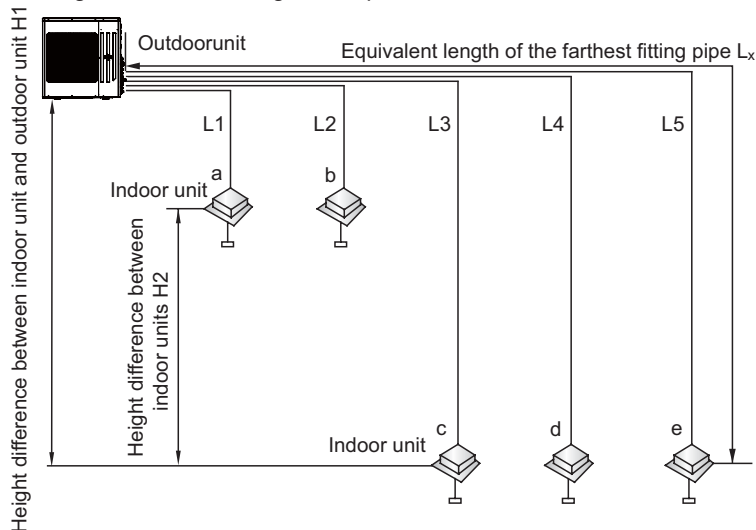 Height difference between indoor unit and outdoor unit H1
Outdoorunit
Equivalent length of the farthest fitting pipe Lx
L1
L2
L3
L4
L5
a
b
Indoor unit
Height difference between
indoor units H2
c
d
e
Indoor unit